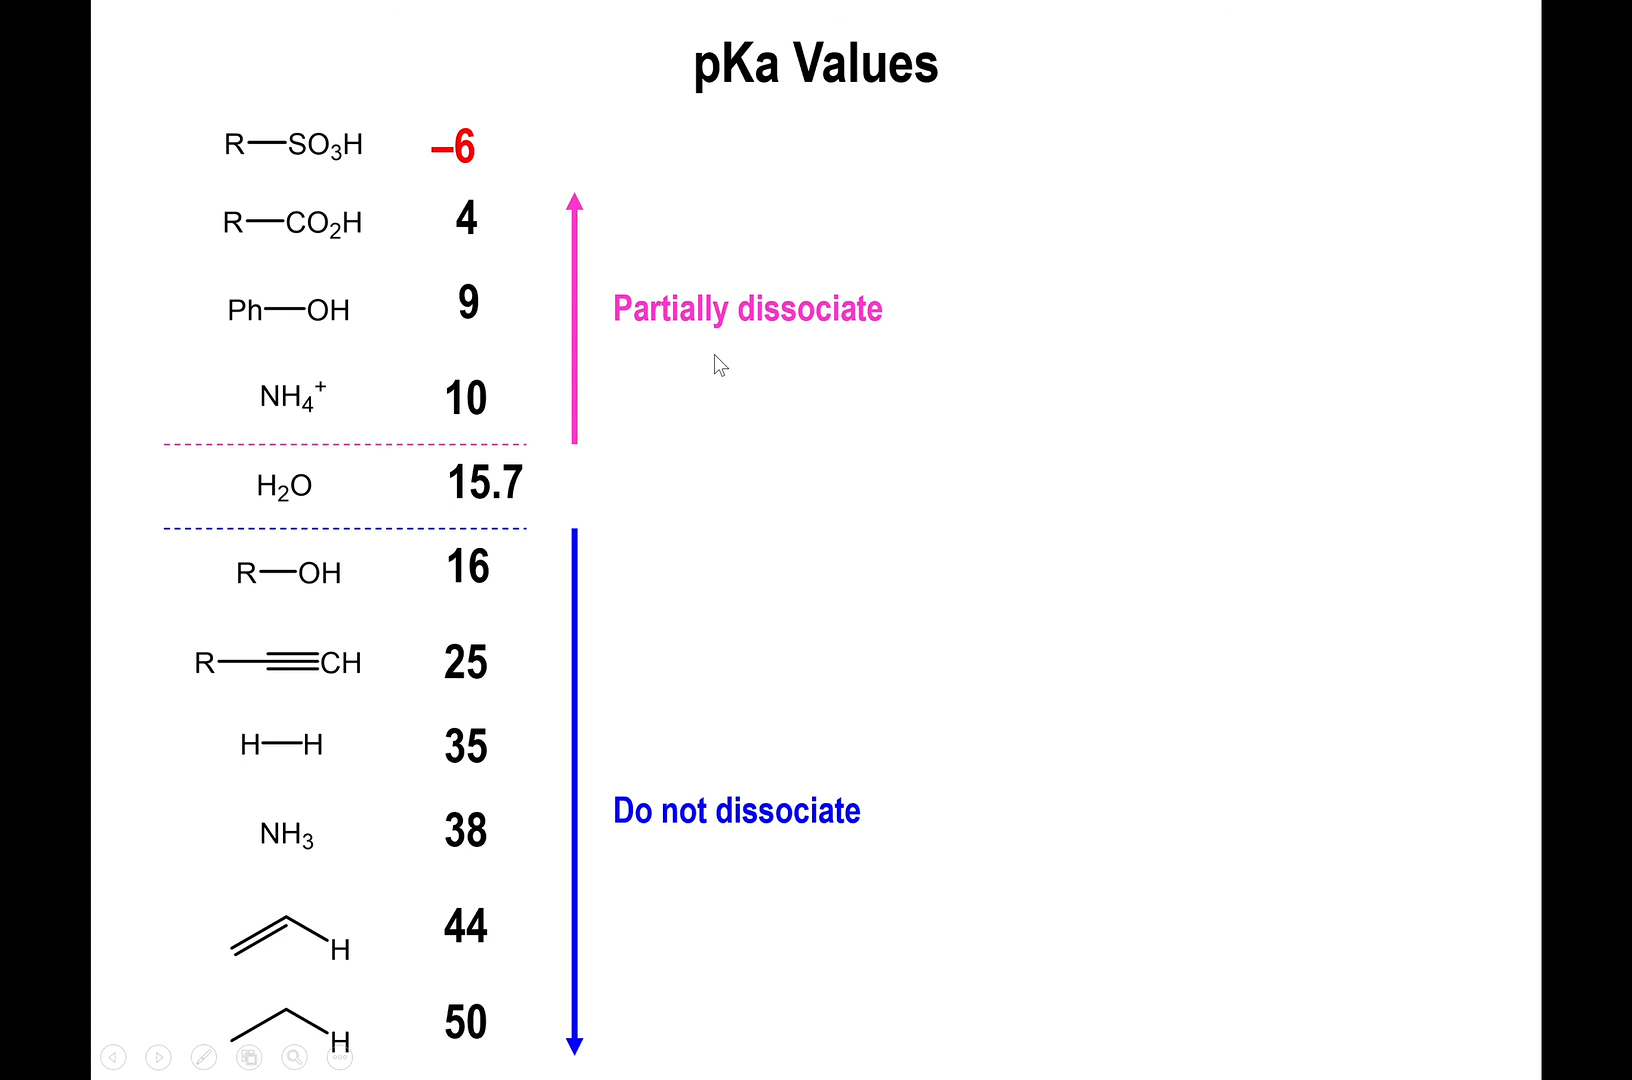 pKa Values
R—SO₃H –6
R—CO₂H 4
Ph—OH 9
Partially dissociate
NH₄⁺ 10
H₂O 15.7
R—OH 16
R—≡CH 25
H—H 35
Do not dissociate
NH₃ 38
H 44
H 50